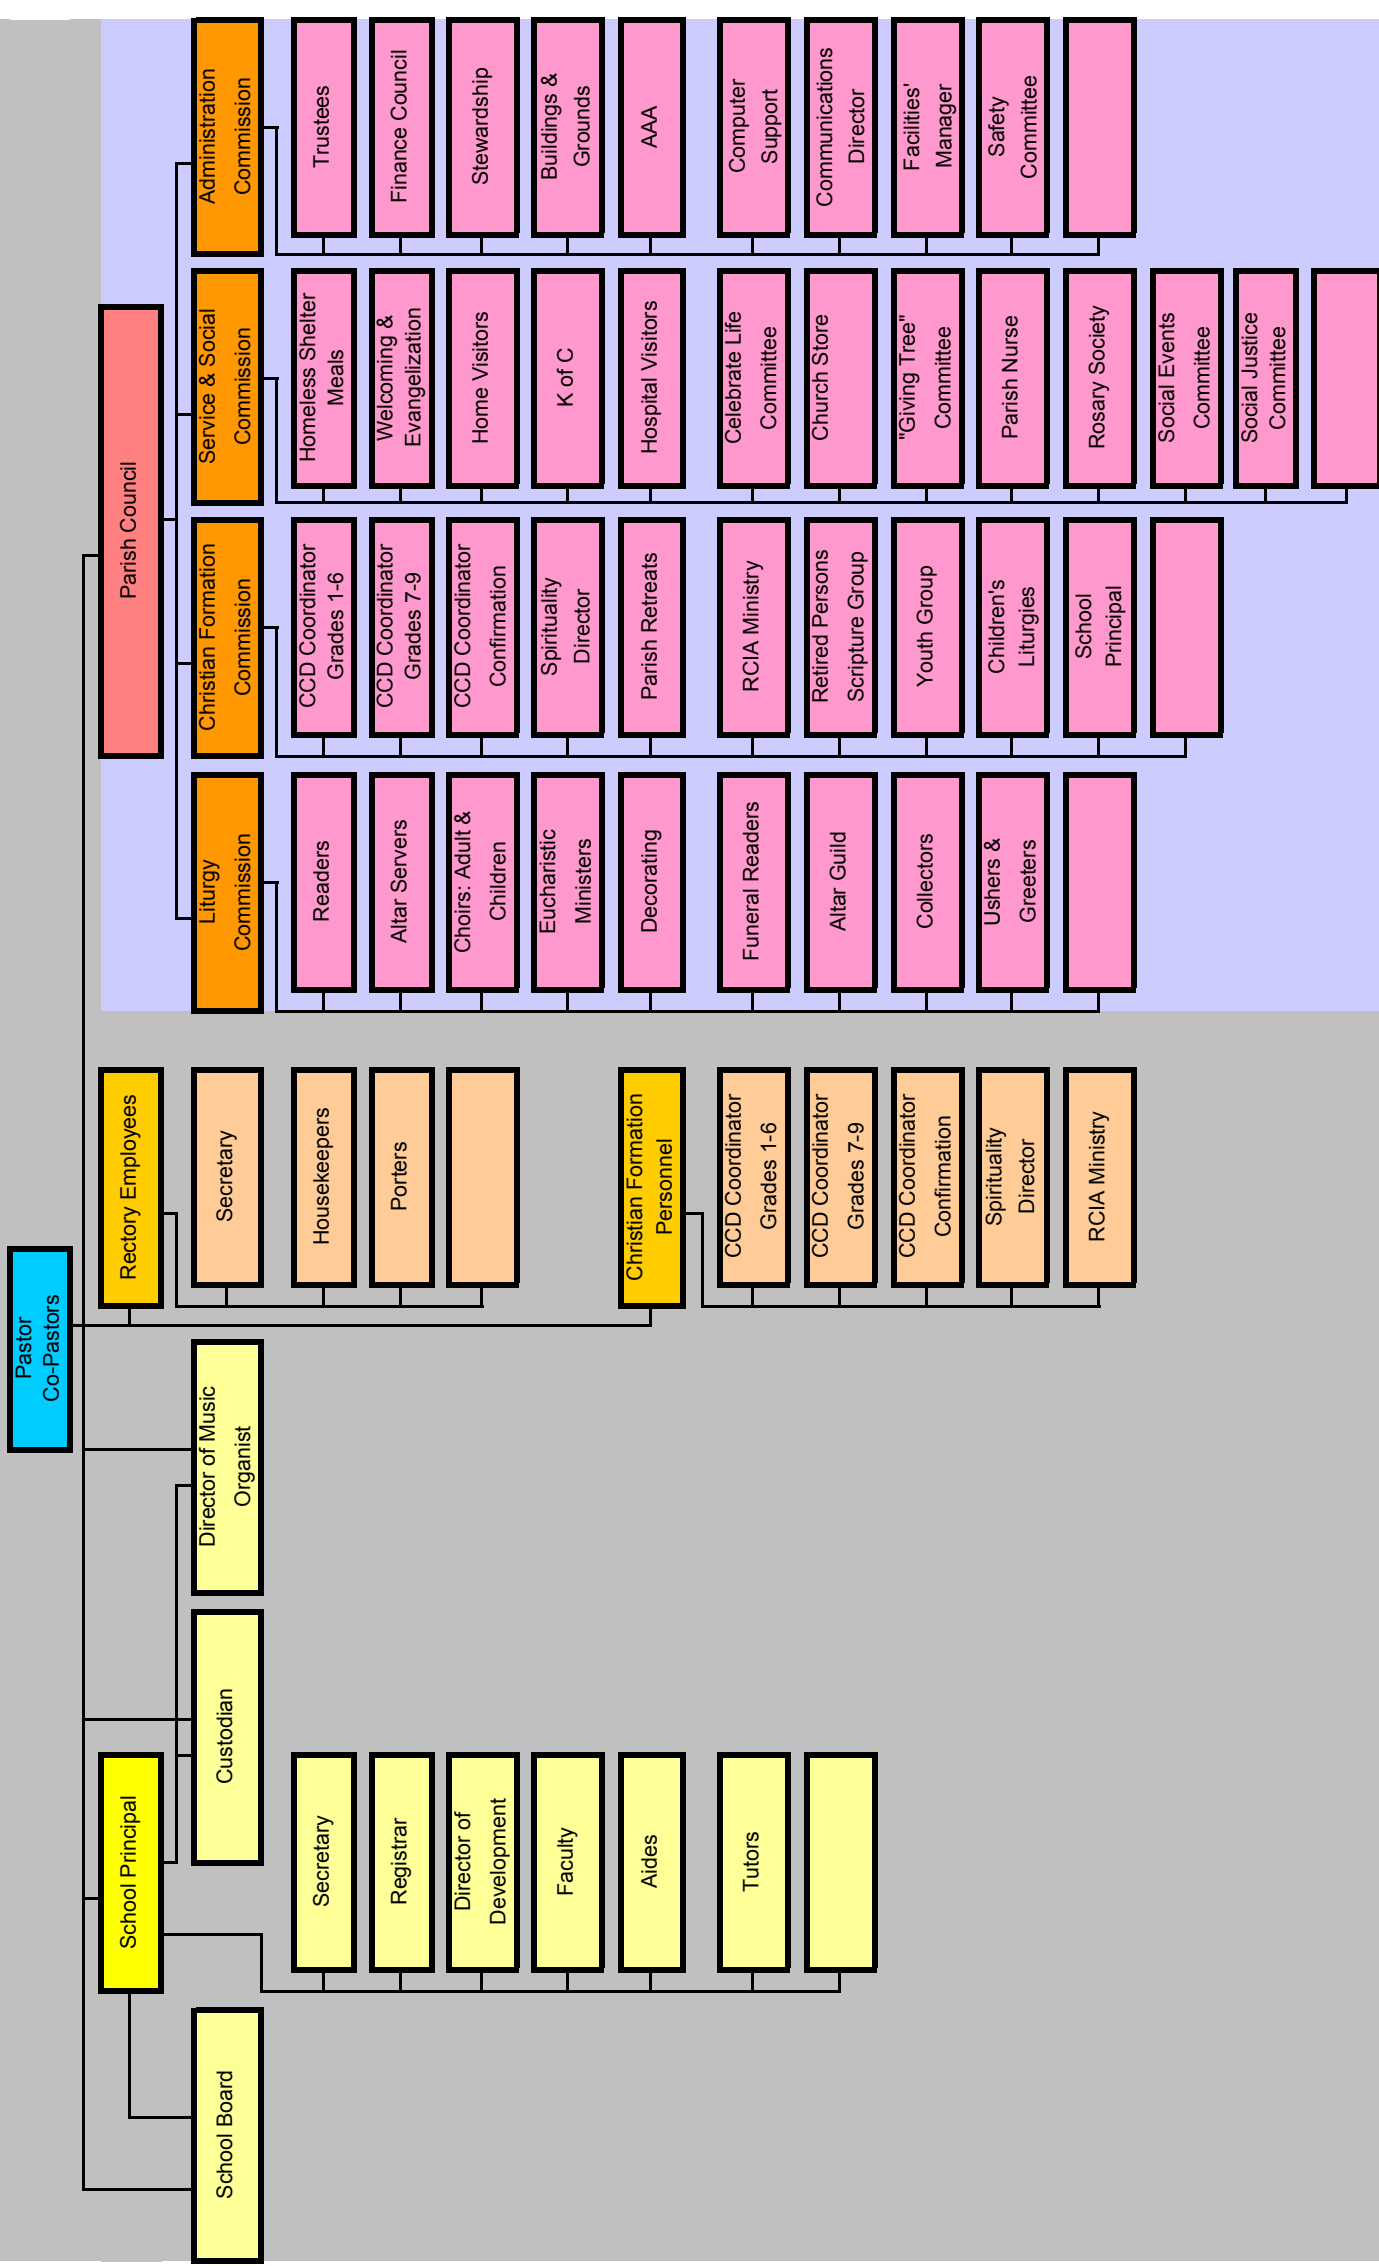 Pastor
Co-Pastors
School Principal
Rectory Employees
Parish Council
School Board
Custodian
Director of Music
Organist
Secretary
Liturgy
Commission
Christian Formation
Commission
Service & Social
Commission
Administration
Commission
Secretary
Housekeepers
Readers
CCD Coordinator
Grades 1-6
Homeless Shelter
Meals
Trustees
Registrar
Porters
Altar Servers
CCD Coordinator
Grades 7-9
Welcoming &
Evangelization
Finance Council
Director of
Development
Choirs: Adult &
Children
CCD Coordinator
Confirmation
Home Visitors
Stewardship
Faculty
Eucharistic
Ministers
Spirituality
Director
K of C
Buildings &
Grounds
Aides
Christian Formation
Personnel
Decorating
Parish Retreats
Hospital Visitors
AAA
Tutors
CCD Coordinator
Grades 1-6
Funeral Readers
RCIA Ministry
Celebrate Life
Committee
Computer
Support
CCD Coordinator
Grades 7-9
Altar Guild
Retired Persons
Scripture Group
Church Store
Communications
Director
CCD Coordinator
Confirmation
Collectors
Youth Group
"Giving Tree"
Committee
Facilities'
Manager
Spirituality
Director
Ushers &
Greeters
Children's
Liturgies
Parish Nurse
Safety
Committee
RCIA Ministry
School
Principal
Rosary Society
Social Events
Committee
Social Justice
Committee